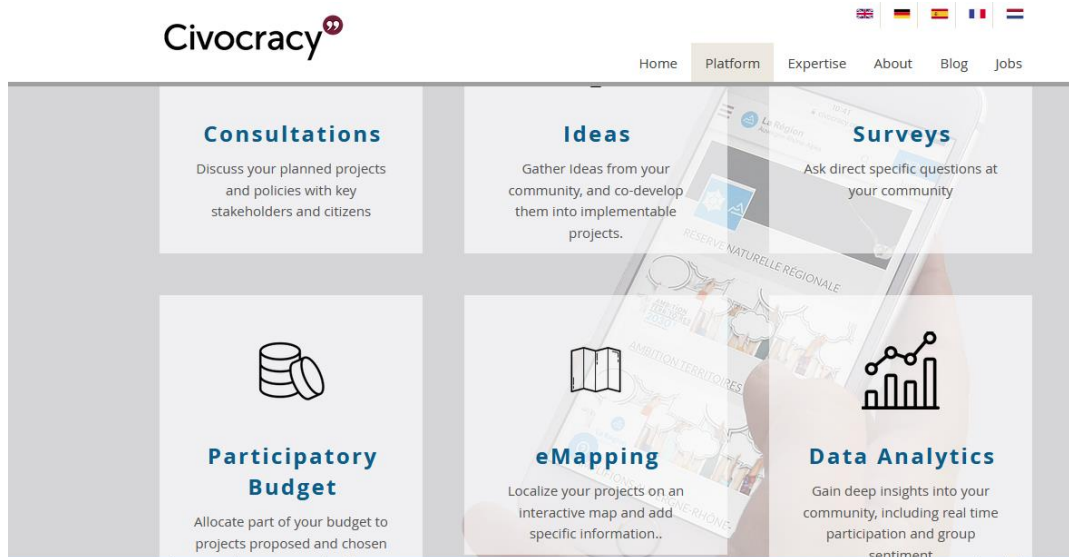 Civocracy
Home Platform Expertise About Blog Jobs
Consultations
Discuss your planned projects
and policies with key
stakeholders and citizens
Ideas
Gather Ideas from your
community, and co-develop
them into implementable
projects.
Surveys
Ask direct specific questions at
your community
La Région
RESERVE NATURELLE RÉGIONALE
AMBITION TERRITOIRES
Participatory
Budget
Allocate part of your budget to
projects proposed and chosen
eMapping
Localize your projects on an
interactive map and add
specific information..
Data Analytics
Gain deep insights into your
community, including real time
participation and group
sentiment